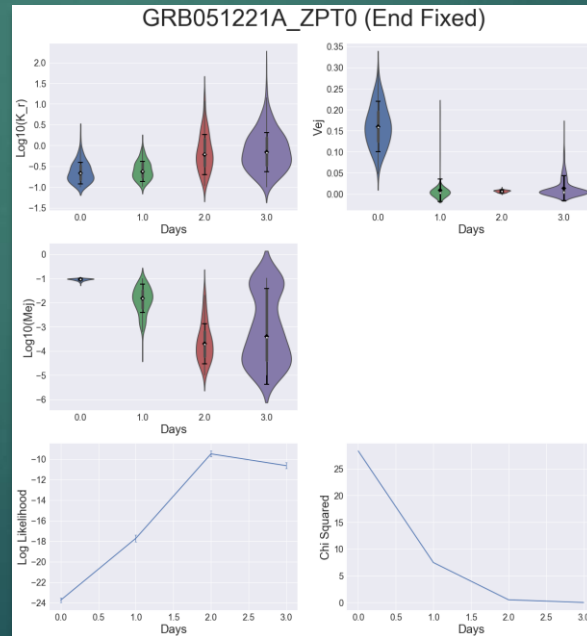 GRB051221A_ZPT0 (End Fixed)
Log10(K_r)
2.0
1.5
1.0
0.5
0.0
−0.5
−1.0
−1.5
0.0 1.0 2.0 3.0
Days
Vej
0.35
0.30
0.25
0.20
0.15
0.10
0.05
0.00
0.0 1.0 2.0 3.0
Days
Log10(Mej)
0
−1
−2
−3
−4
−5
−6
0.0 1.0 2.0 3.0
Days
Log Likelihood
−10
−12
−14
−16
−18
−20
−22
−24
0.0 0.5 1.0 1.5 2.0 2.5 3.0
Days
Chi Squared
25
20
15
10
5
0
0.0 0.5 1.0 1.5 2.0 2.5 3.0
Days